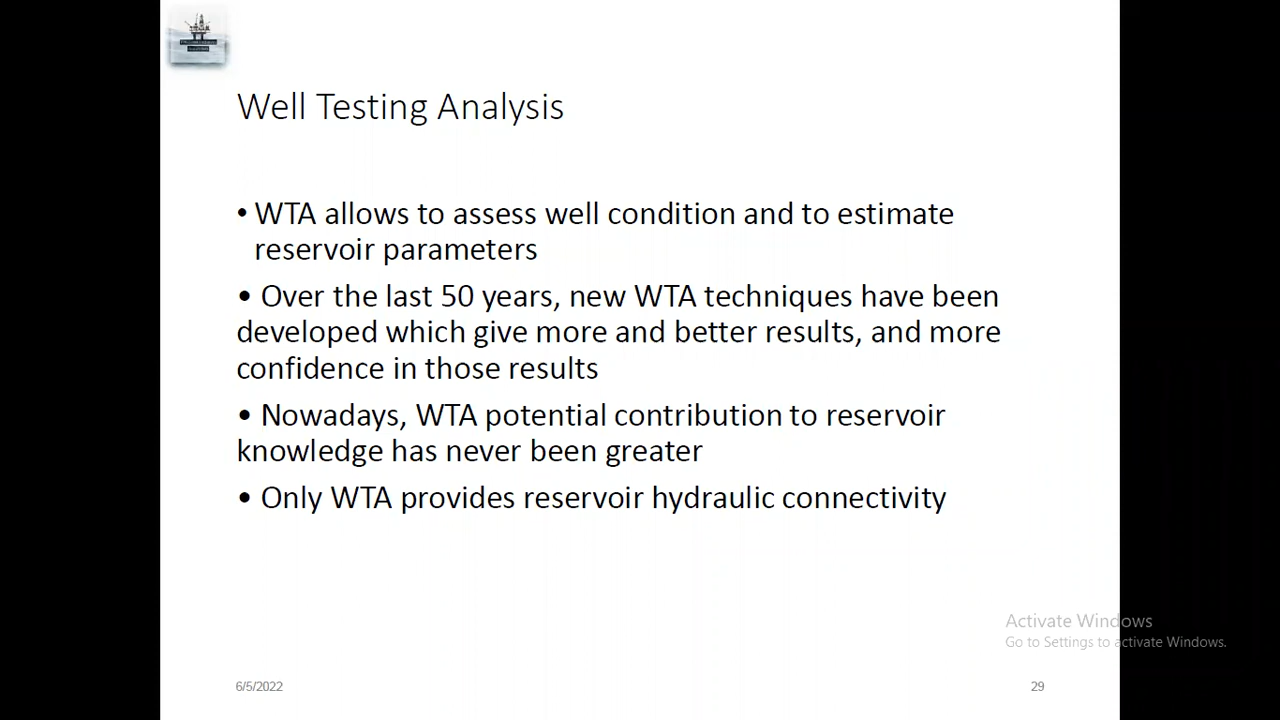 Well Testing Analysis
• WTA allows to assess well condition and to estimate
reservoir parameters
• Over the last 50 years, new WTA techniques have been
developed which give more and better results, and more
confidence in those results
• Nowadays, WTA potential contribution to reservoir
knowledge has never been greater
• Only WTA provides reservoir hydraulic connectivity
Activate Windows
Go to Settings to activate Windows.
6/5/2022
29